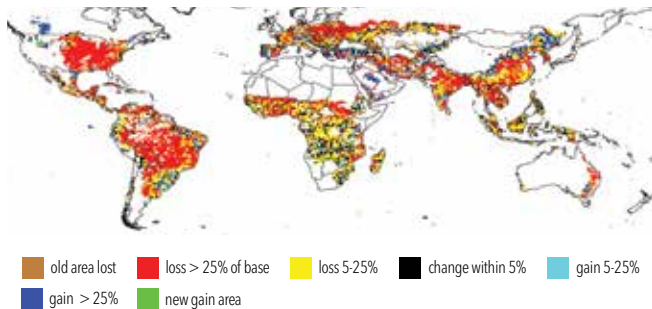 old area lost loss > 25% of base loss 5-25% change within 5% gain 5-25%
gain > 25% new gain area